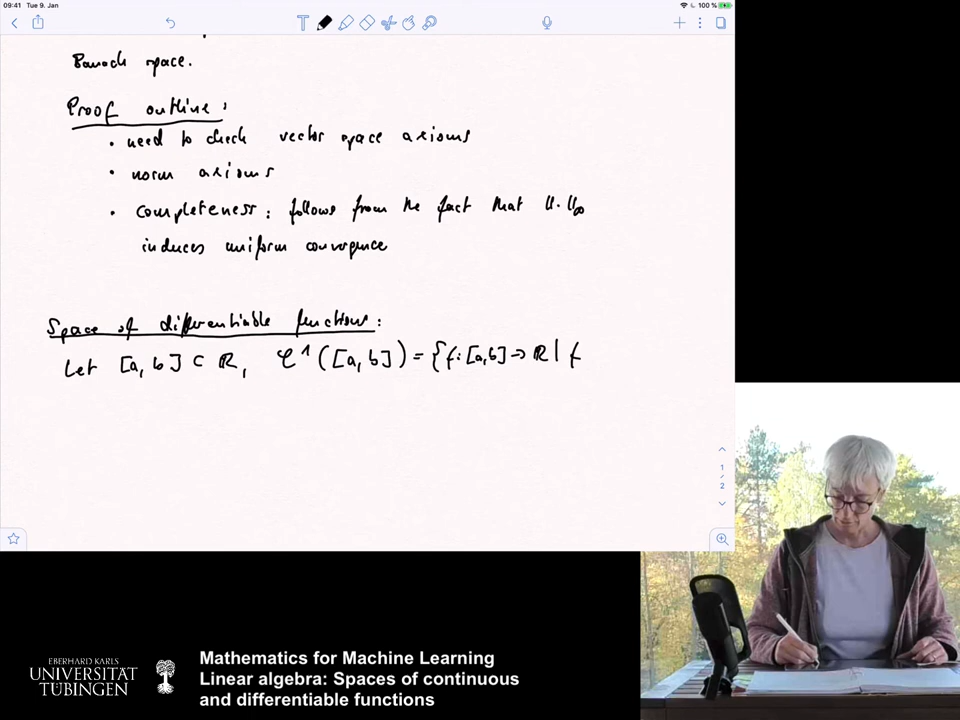 09:41 Tue 9. Jan
100 %
Banach space.
Proof outline:
• need to check vector space axioms
• norm axioms
• completeness: follows from the fact that ||·||∞
induces uniform convergence
Space of differentiable functions:
Let [a, b] ⊂ ℝ, 𝒞¹([a, b]) = {f: [a,b] → ℝ | f
1
2
EBERHARD KARLS
UNIVERSITÄT
TÜBINGEN
Mathematics for Machine Learning
Linear algebra: Spaces of continuous
and differentiable functions